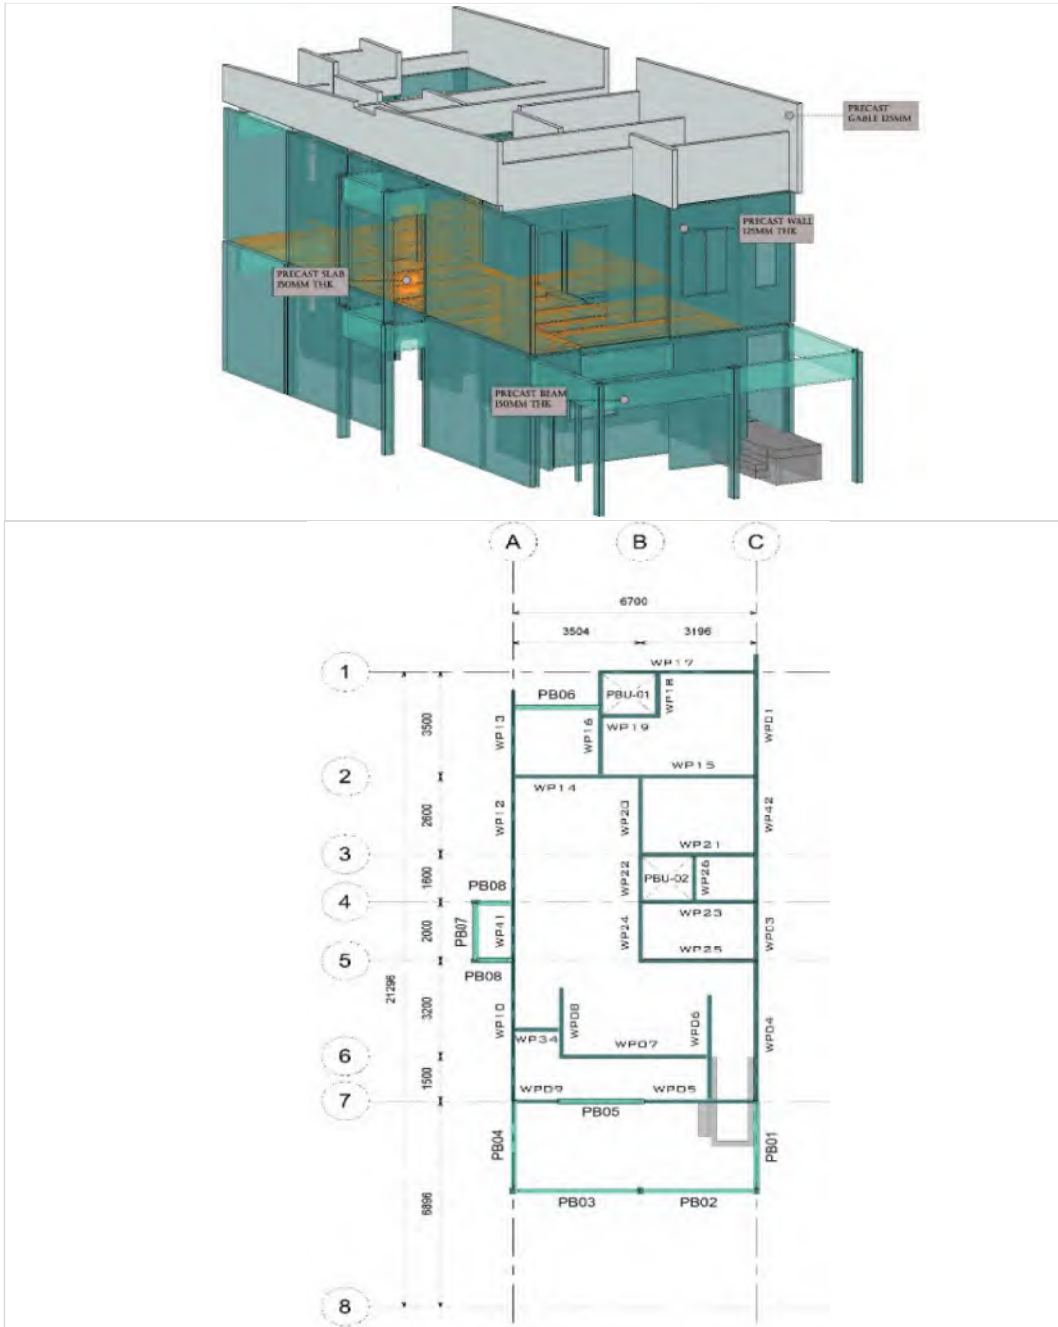 PRECAST
GABLE 125MM
PRECAST WALL
125MM THK
PRECAST SLAB
150MM THK
PRECAST BEAM
150MM THK
A
B
C
6700
3504
3196
1
WP17
PB06
PBU-01
WP18
3500
WP13
WP16
WP19
WP01
WP15
2
WP14
2600
WP12
WP20
WP42
WP21
3
1600
WP22
PBU-02
WP26
PB08
4
WP23
2000
PB07
WP41
WP24
WP03
WP25
5
PB08
21296
3200
WP10
WP08
WP06
WP04
WP34
WP07
6
1500
WP09
WP05
7
PB05
PB04
PB01
PB03
PB02
6896
8